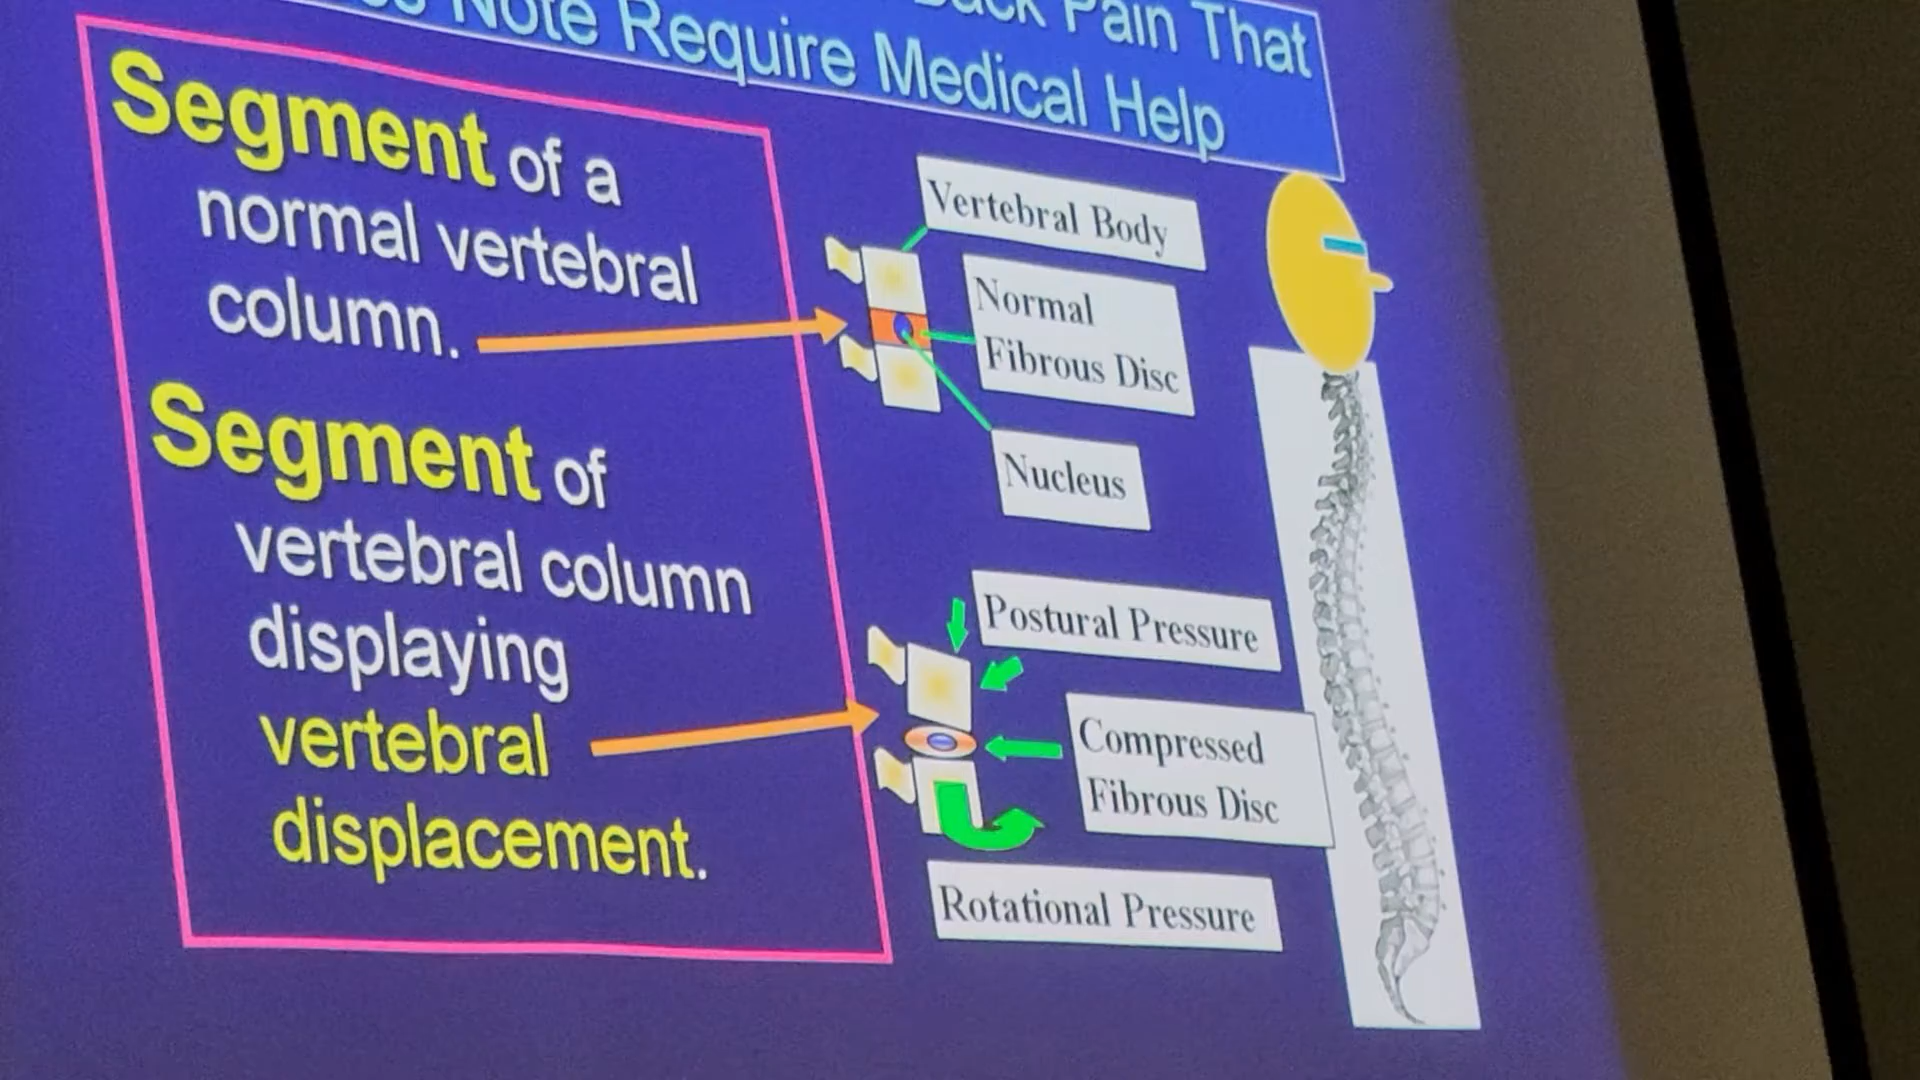 Back Pain That
Note Require Medical Help
Segment of a
normal vertebral
column.
Segment of
vertebral column
displaying
vertebral
displacement.
Vertebral Body
Normal
Fibrous Disc
Nucleus
Postural Pressure
Compressed
Fibrous Disc
Rotational Pressure